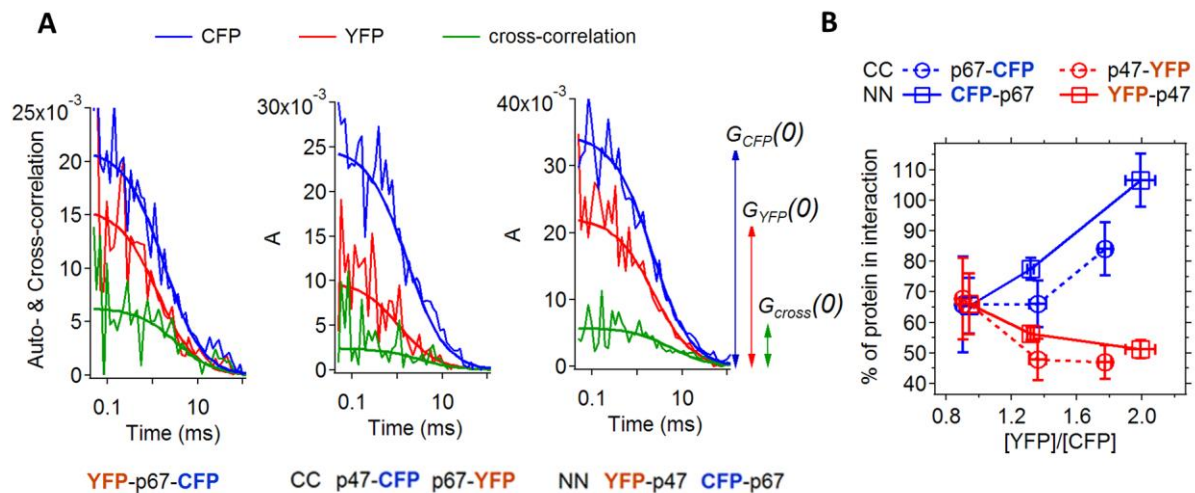 A
CFP YFP cross-correlation
Auto- & Cross-correlation
25x10⁻³
20
15
10
5
0
0.1 10
Time (ms)
YFP-p67-CFP
A
30x10⁻³
25
20
15
10
5
0
0.1 10
Time (ms)
CC p47-CFP p67-YFP
A
40x10⁻³
30
20
10
0
0.1 10
Time (ms)
NN YFP-p47 CFP-p67
G_CFP(0)
G_YFP(0)
G_cross(0)
B
CC p67-CFP p47-YFP
NN CFP-p67 YFP-p47
% of protein in interaction
110
100
90
80
70
60
50
40
0.8 1.2 1.6 2.0
[YFP]/[CFP]